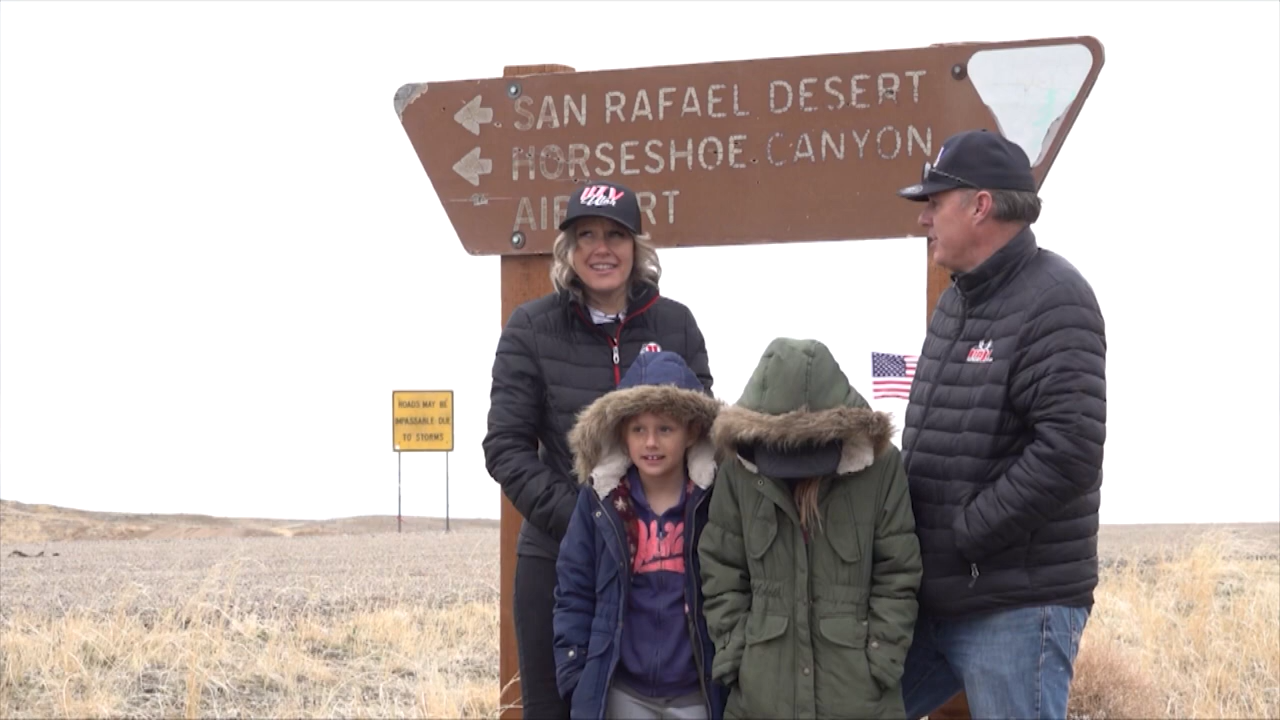 SAN RAFAEL DESERT
HORSESHOE CANYON
ROADS MAY BE
IMPASSABLE DUE
TO STORMS